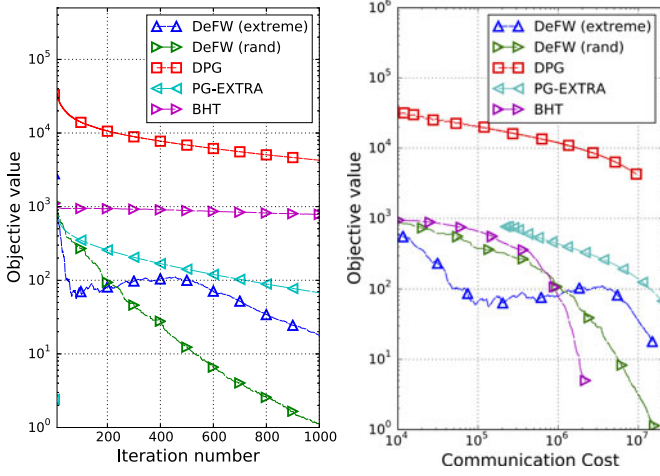 10^5
10^4
10^3
10^2
10^1
10^0
Objective value
200
400
600
800
1000
Iteration number
DeFW (extreme)
DeFW (rand)
DPG
PG-EXTRA
BHT
10^6
10^5
10^4
10^3
10^2
10^1
10^0
Objective value
10^4
10^5
10^6
10^7
Communication Cost
DeFW (extreme)
DeFW (rand)
DPG
PG-EXTRA
BHT